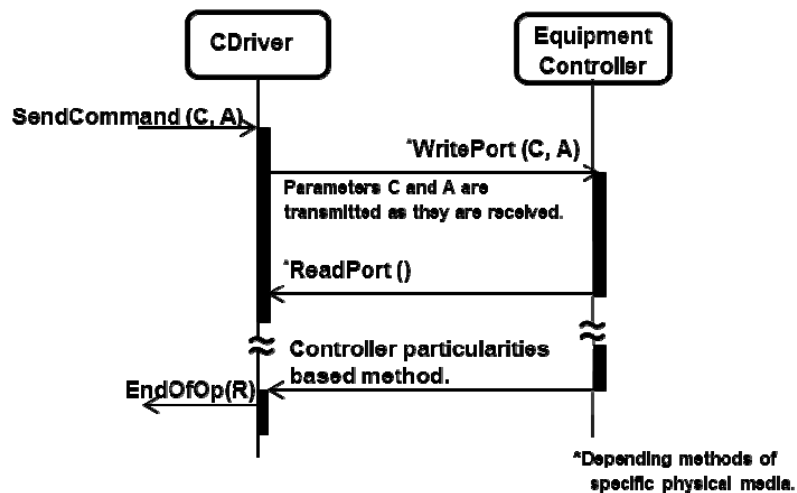 CDriver
Equipment
Controller
SendCommand (C, A)
*WritePort (C, A)
Parameters C and A are
transmitted as they are received.
*ReadPort ()
Controller particularities
based method.
EndOfOp(R)
*Depending methods of
specific physical media.